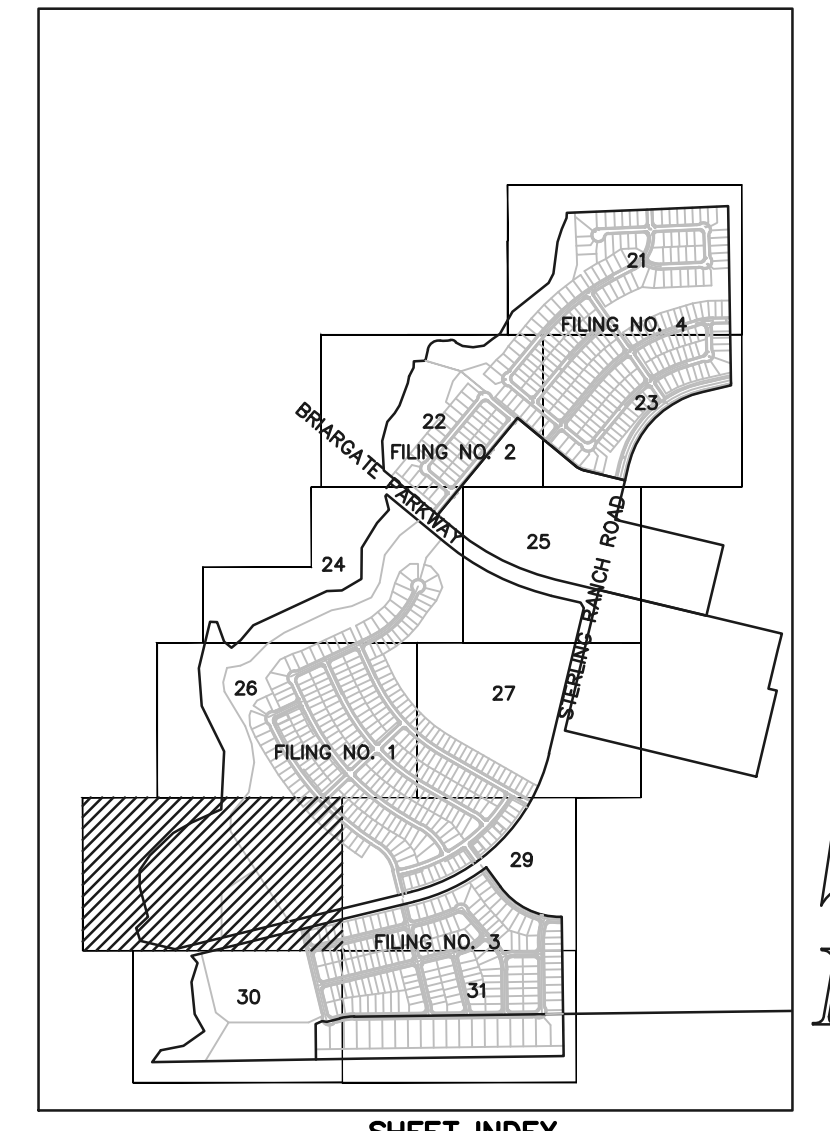 21
FILING NO. 4
23
22
FILING NO. 2
BRIARGATE PARKWAY
25
24
STERLING RANCH ROAD
26
27
FILING NO. 1
29
FILING NO. 3
30
31
SHEET INDEX